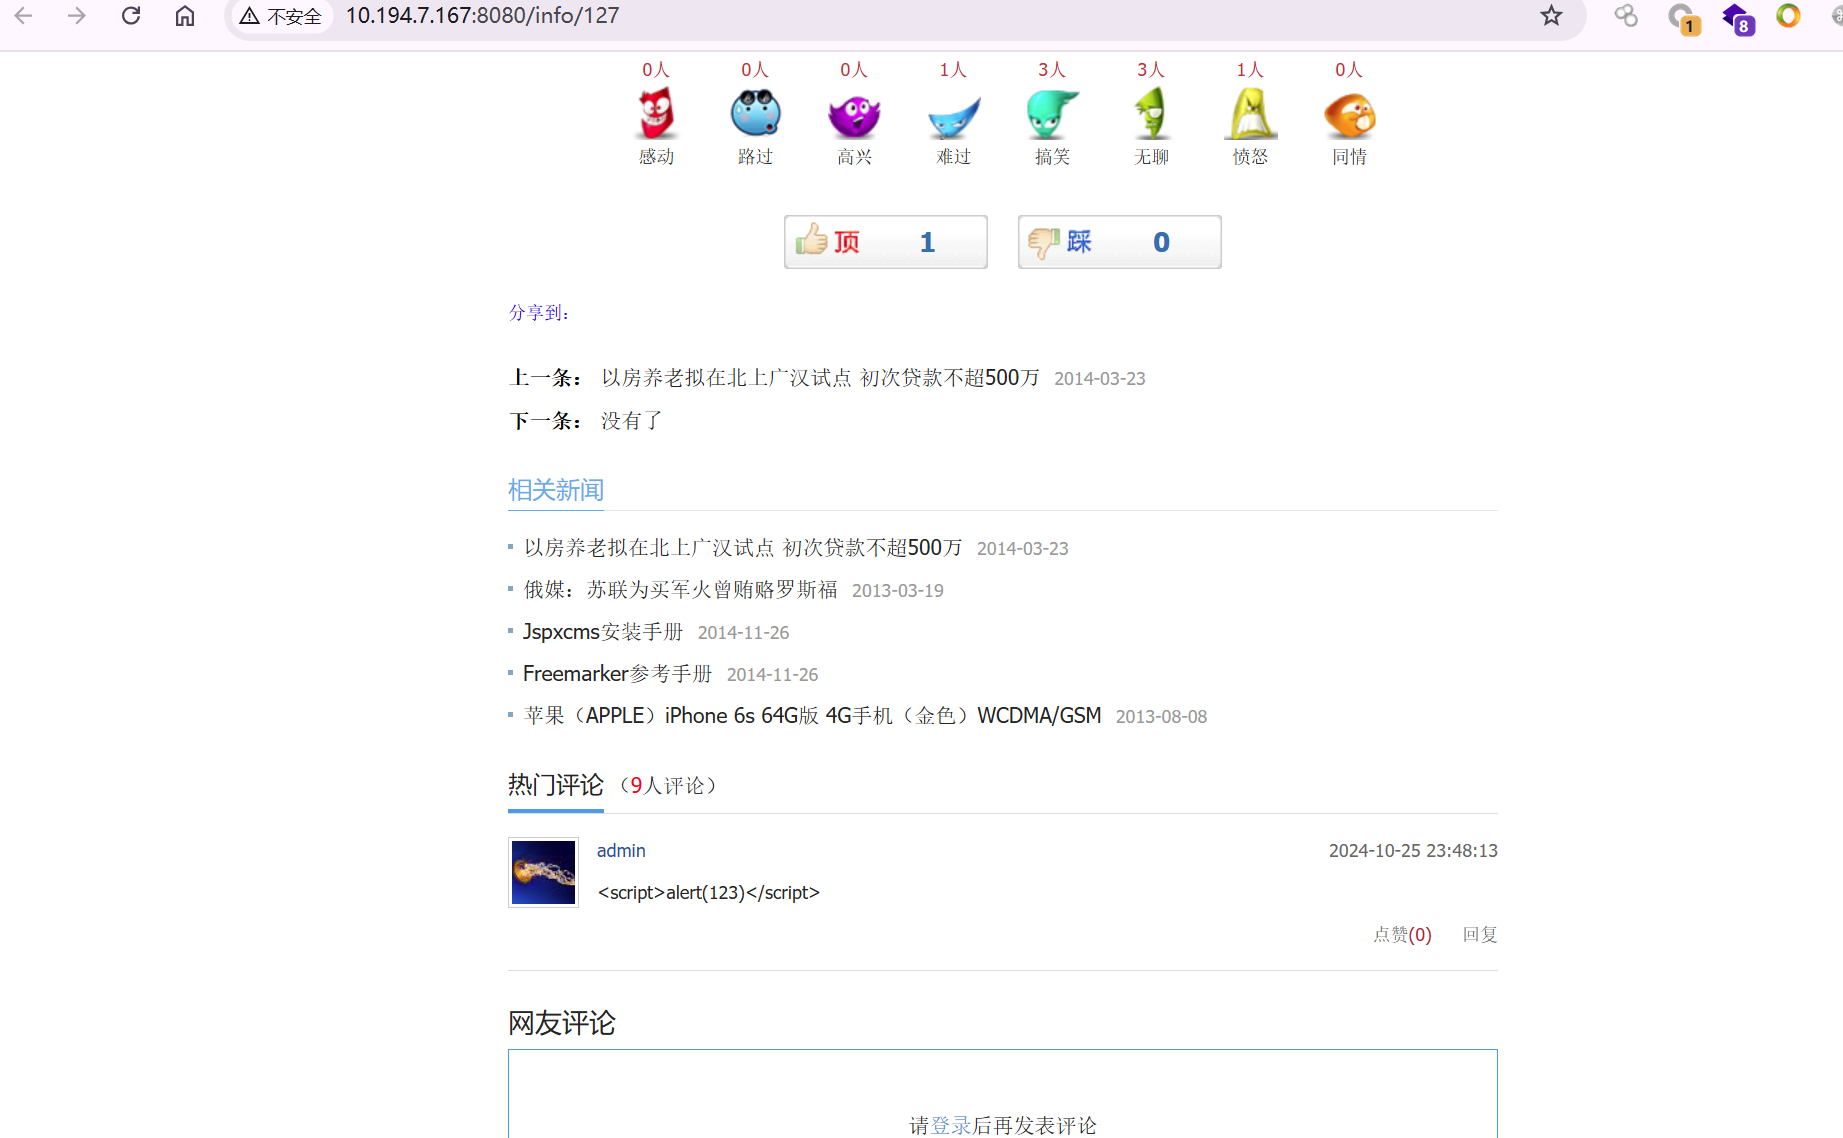 不安全 10.194.7.167:8080/info/127
1 8
0人 0人 0人 1人 3人 3人 1人 0人
感动 路过 高兴 难过 搞笑 无聊 愤怒 同情
顶 1 踩 0
分享到：
上一条： 以房养老拟在北上广汉试点 初次贷款不超500万 2014-03-23
下一条： 没有了
相关新闻
以房养老拟在北上广汉试点 初次贷款不超500万 2014-03-23
俄媒：苏联为买军火曾贿赂罗斯福 2013-03-19
Jspxcms安装手册 2014-11-26
Freemarker参考手册 2014-11-26
苹果（APPLE）iPhone 6s 64G版 4G手机（金色）WCDMA/GSM 2013-08-08
热门评论 （9人评论）
admin 2024-10-25 23:48:13
<script>alert(123)</script>
点赞(0) 回复
网友评论
请登录后再发表评论